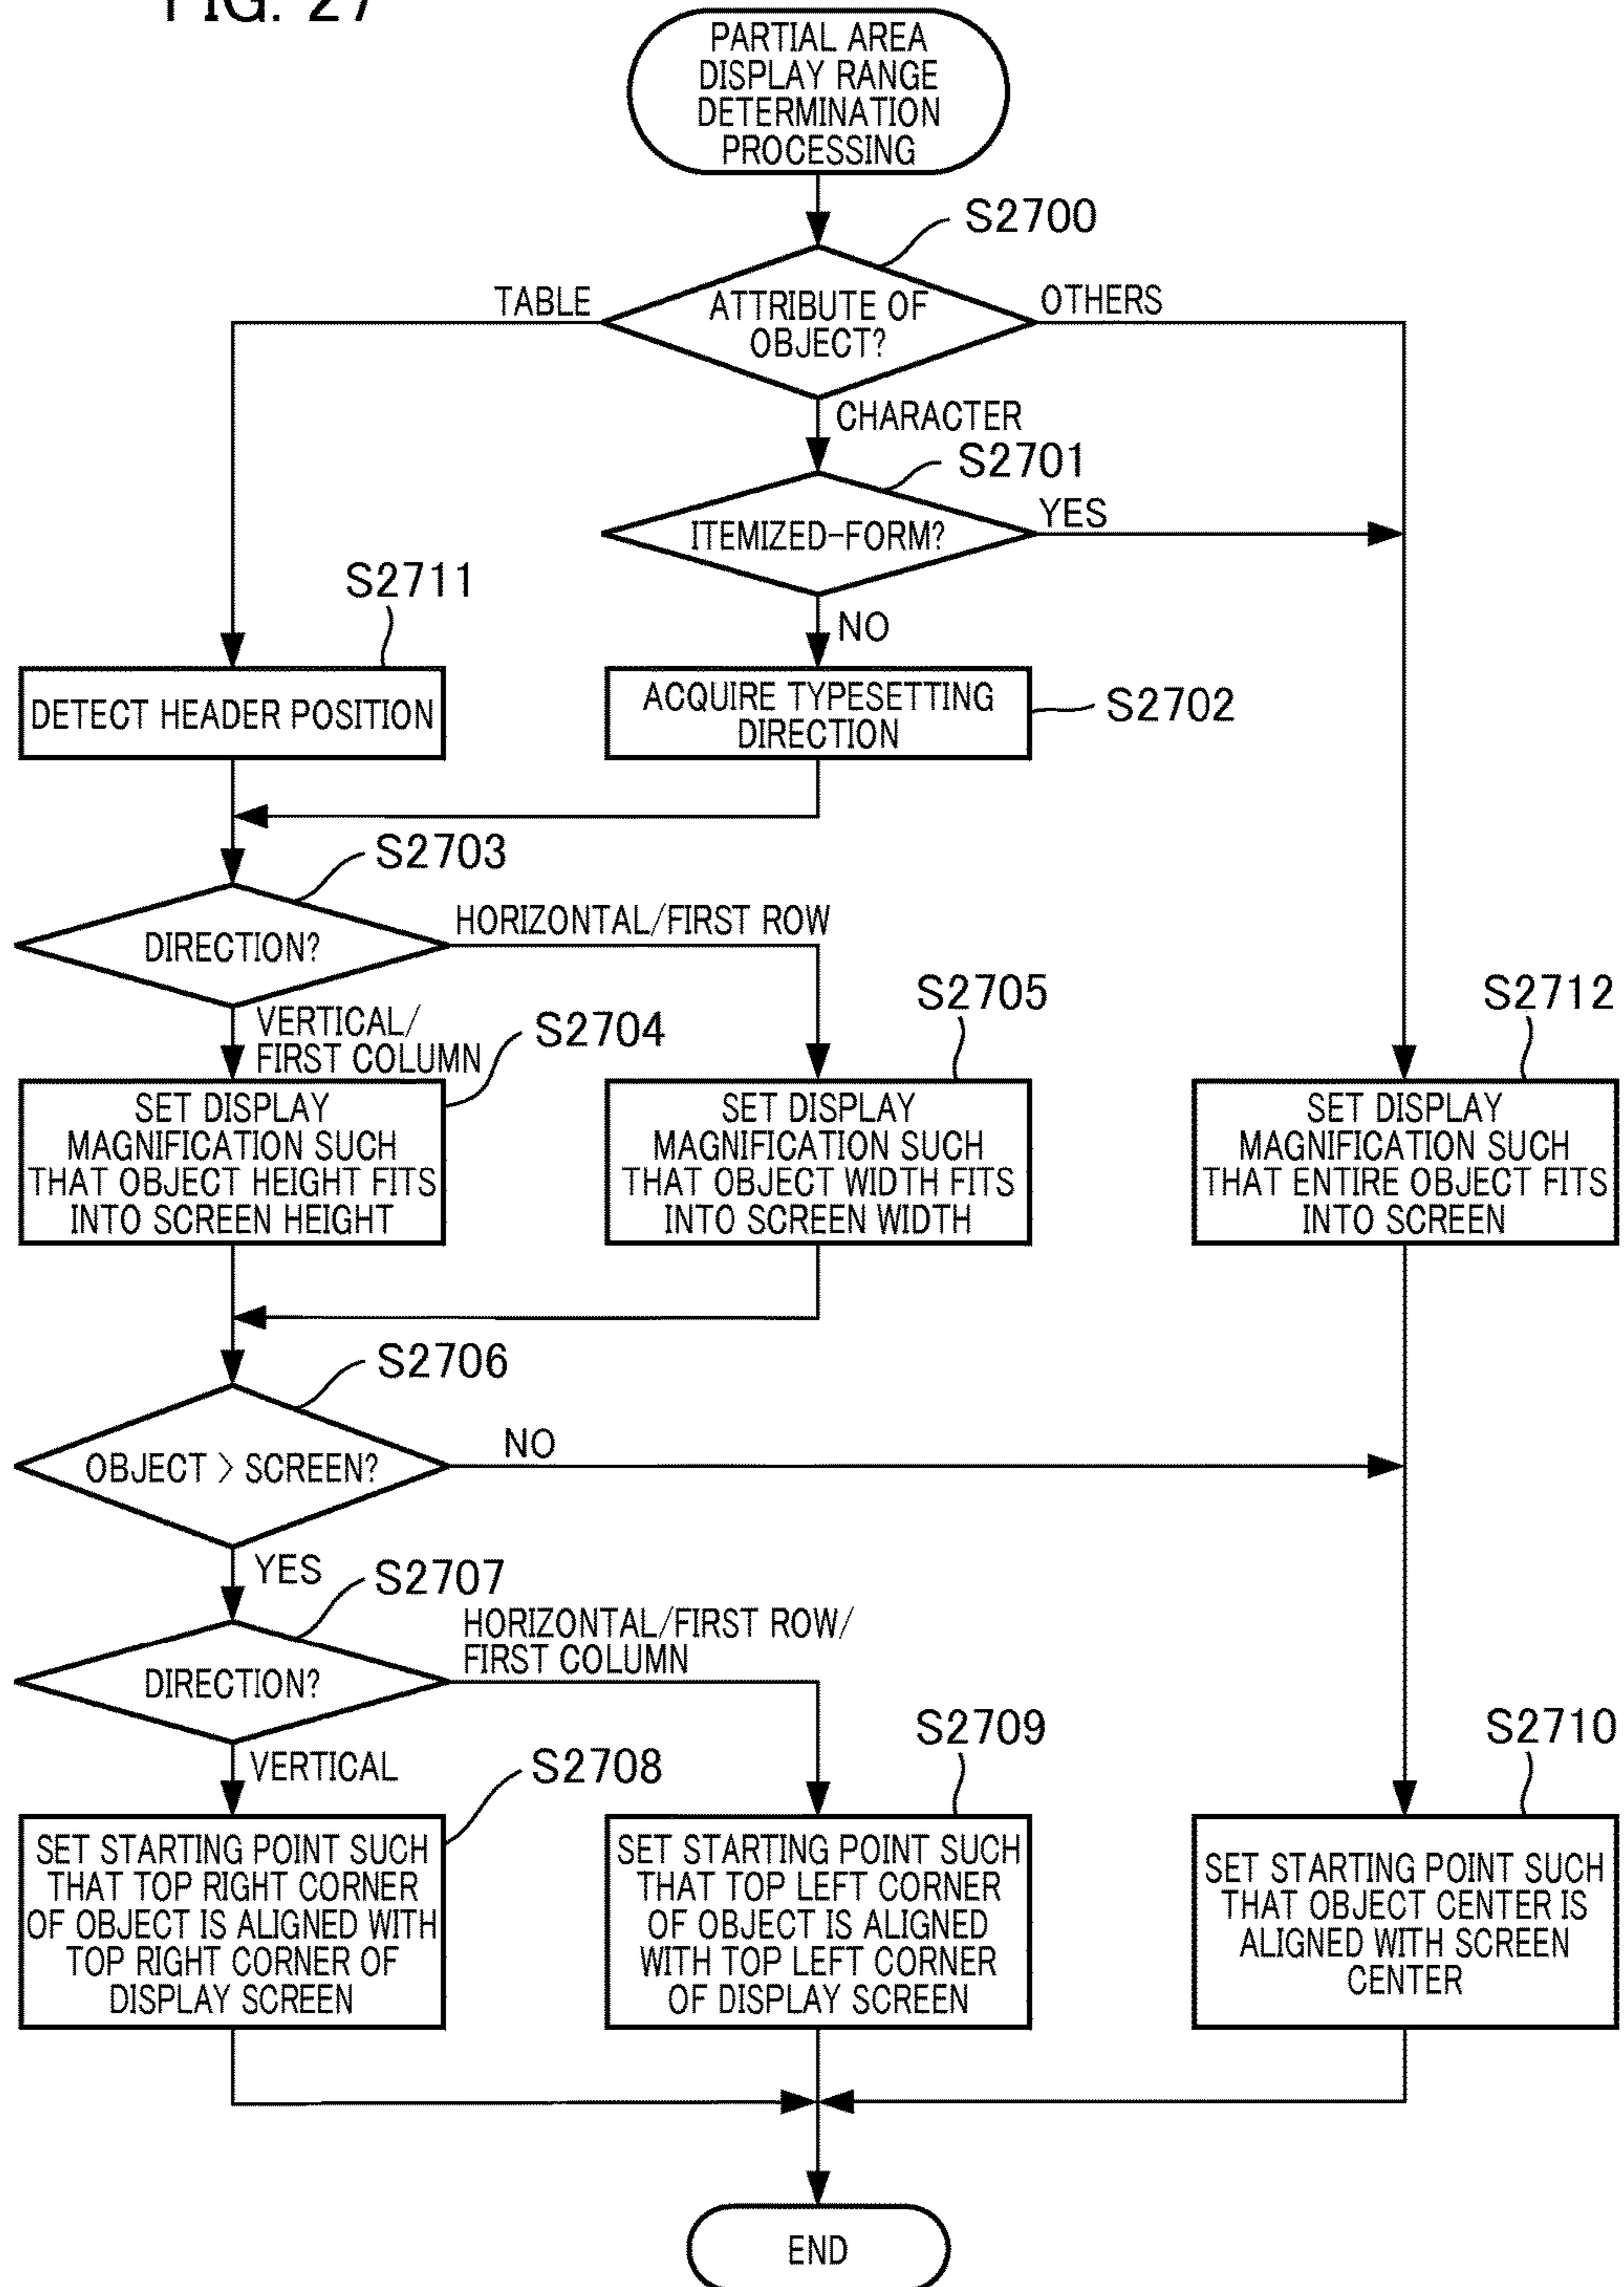 FIG. 27
PARTIAL AREA
DISPLAY RANGE
DETERMINATION
PROCESSING
S2700
TABLE
ATTRIBUTE OF
OBJECT?
OTHERS
CHARACTER
S2701
ITEMIZED-FORM?
YES
NO
S2711
DETECT HEADER POSITION
ACQUIRE TYPESETTING
DIRECTION
S2702
S2703
DIRECTION?
HORIZONTAL/FIRST ROW
VERTICAL/
FIRST COLUMN
S2704
SET DISPLAY
MAGNIFICATION SUCH
THAT OBJECT HEIGHT FITS
INTO SCREEN HEIGHT
S2705
SET DISPLAY
MAGNIFICATION SUCH
THAT OBJECT WIDTH FITS
INTO SCREEN WIDTH
S2712
SET DISPLAY
MAGNIFICATION SUCH
THAT ENTIRE OBJECT FITS
INTO SCREEN
S2706
OBJECT > SCREEN?
NO
YES
S2707
DIRECTION?
HORIZONTAL/FIRST ROW/
FIRST COLUMN
VERTICAL
S2708
SET STARTING POINT SUCH
THAT TOP RIGHT CORNER
OF OBJECT IS ALIGNED WITH
TOP RIGHT CORNER OF
DISPLAY SCREEN
S2709
SET STARTING POINT SUCH
THAT TOP LEFT CORNER
OF OBJECT IS ALIGNED
WITH TOP LEFT CORNER
OF DISPLAY SCREEN
S2710
SET STARTING POINT SUCH
THAT OBJECT CENTER IS
ALIGNED WITH SCREEN
CENTER
END